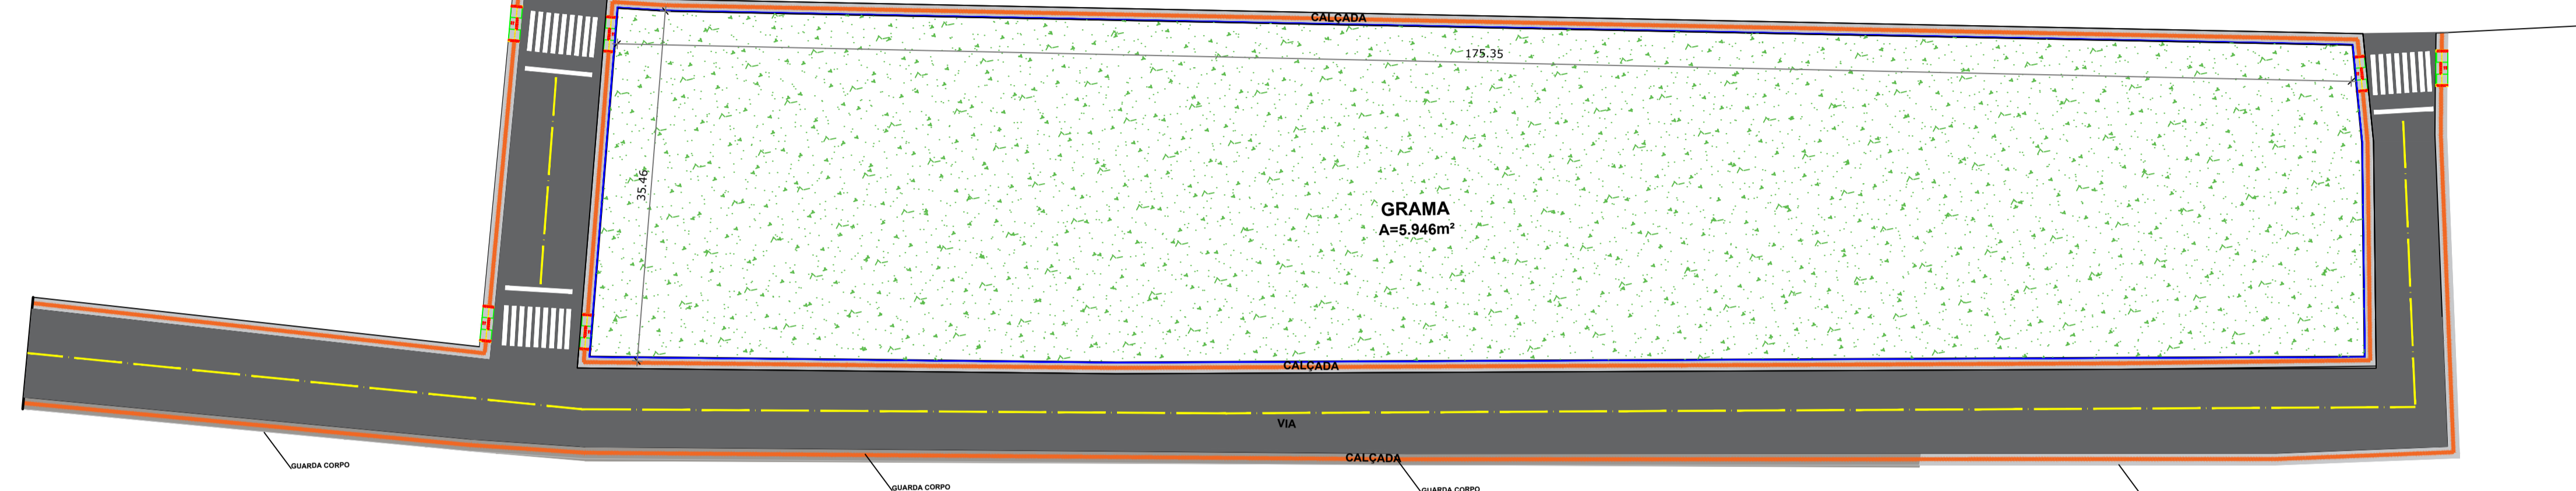 CALÇADA
175.35
35.46
GRAMA
A=5.946m²
CALÇADA
VIA
CALÇADA
GUARDA CORPO
GUARDA CORPO
GUARDA CORPO